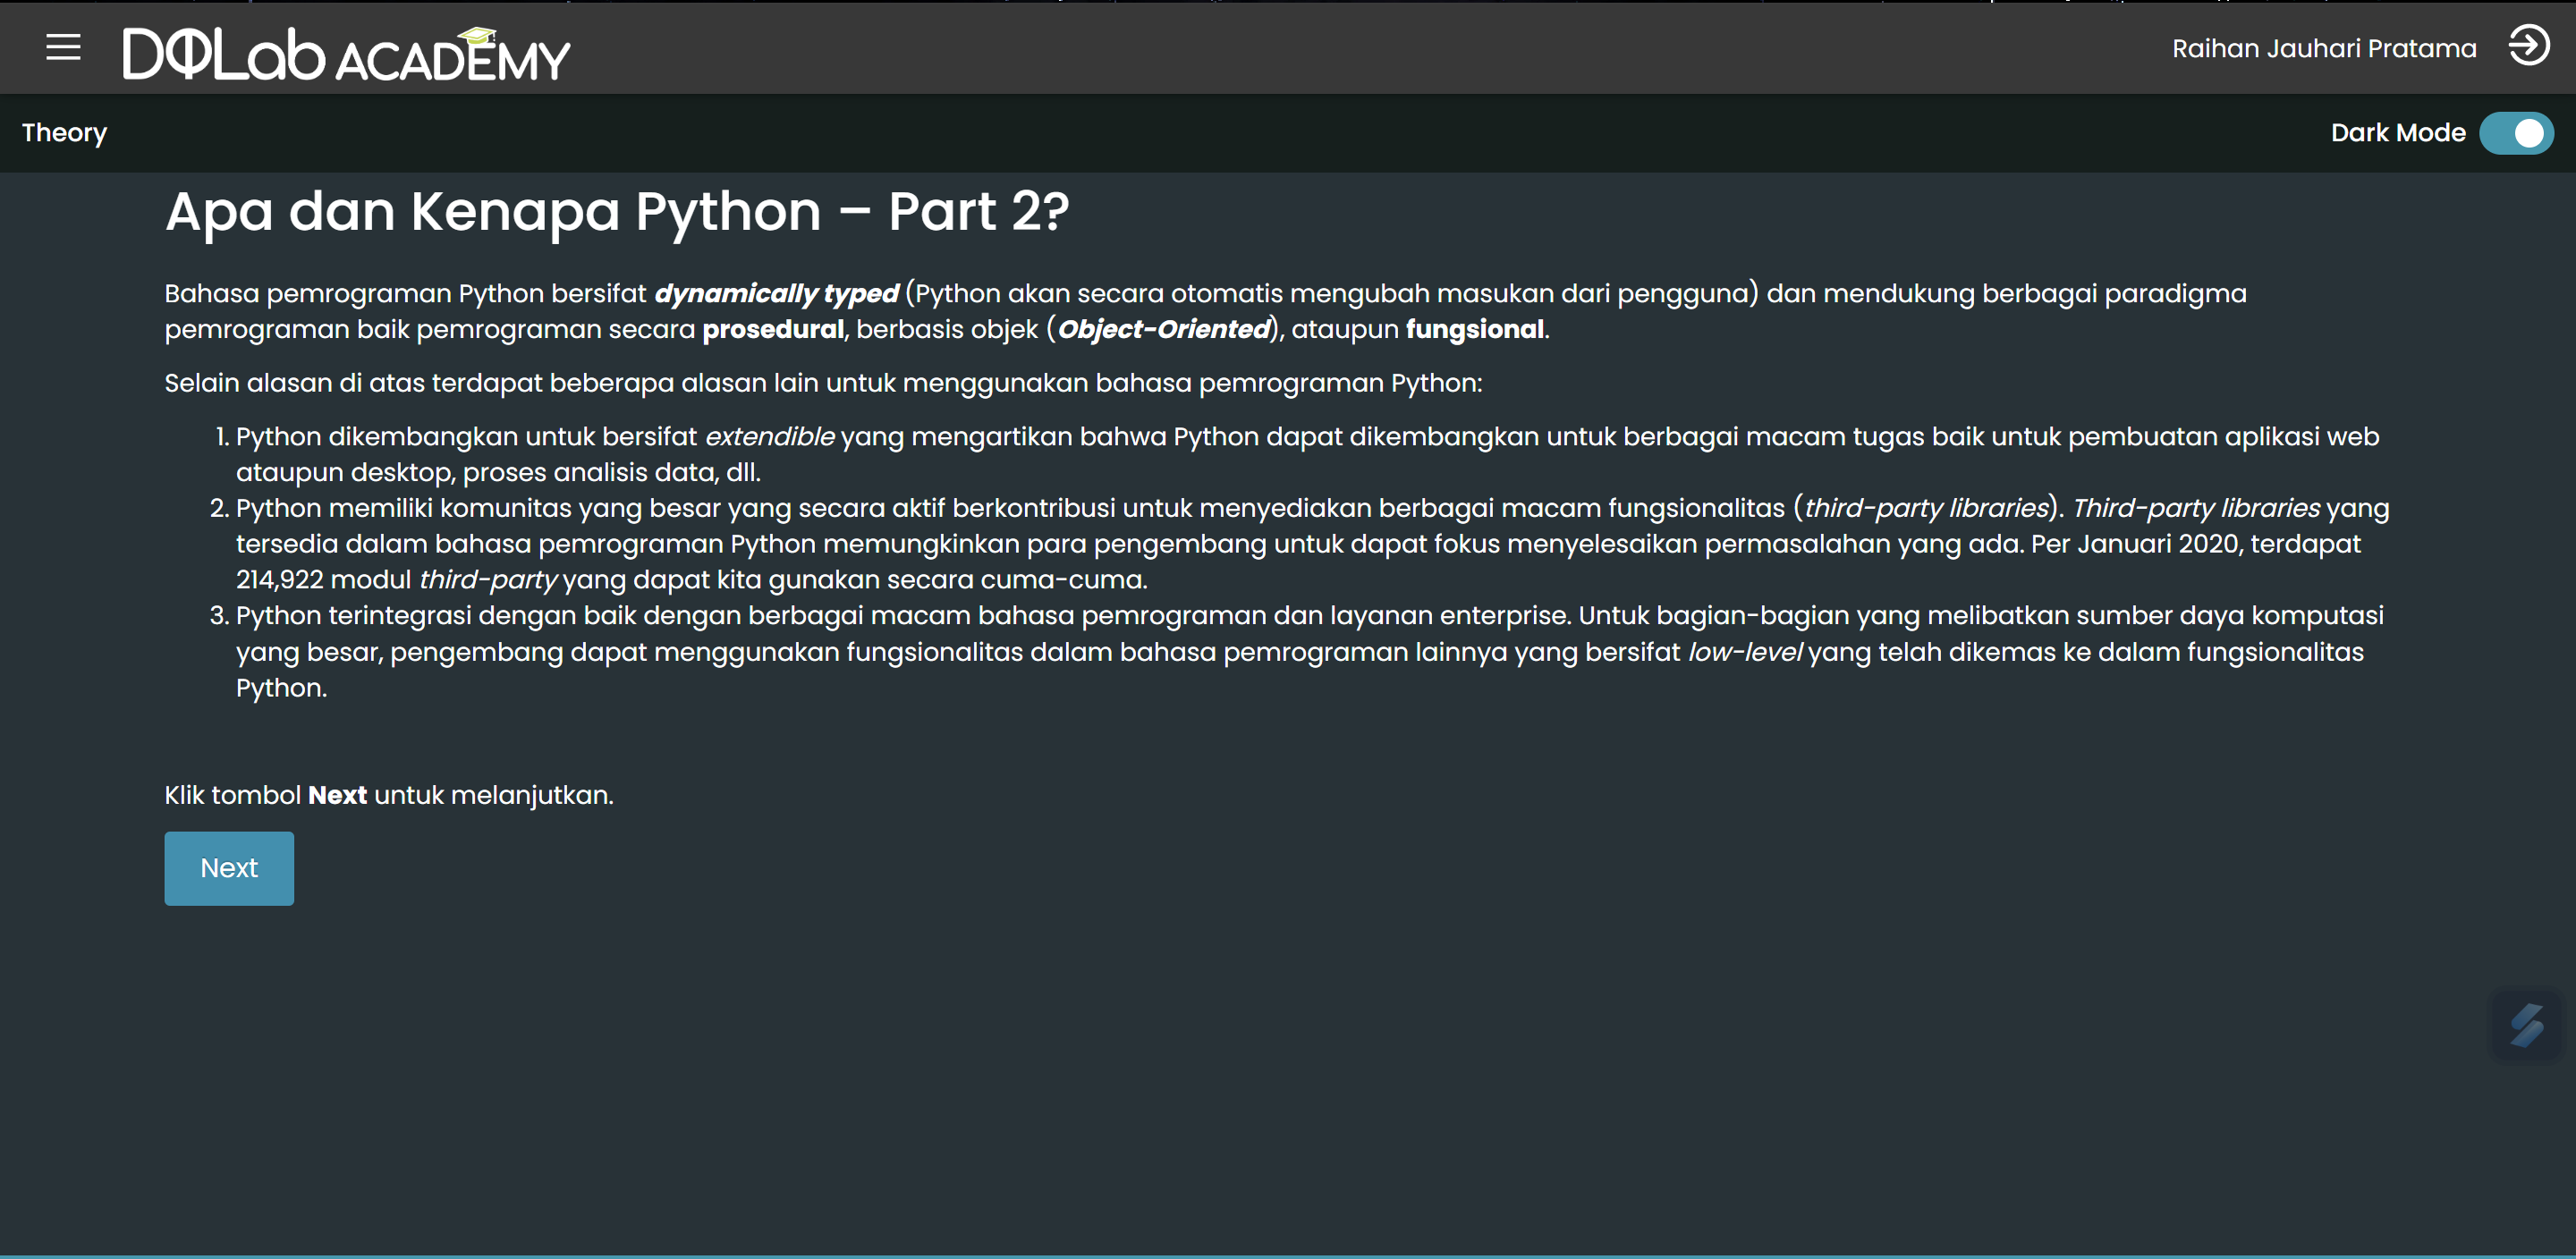 DQLab ACADEMY
Raihan Jauhari Pratama
Theory
Dark Mode
Apa dan Kenapa Python – Part 2?
Bahasa pemrograman Python bersifat dynamically typed (Python akan secara otomatis mengubah masukan dari pengguna) dan mendukung berbagai paradigma
pemrograman baik pemrograman secara prosedural, berbasis objek (Object-Oriented), ataupun fungsional.
Selain alasan di atas terdapat beberapa alasan lain untuk menggunakan bahasa pemrograman Python:
1. Python dikembangkan untuk bersifat extendible yang mengartikan bahwa Python dapat dikembangkan untuk berbagai macam tugas baik untuk pembuatan aplikasi web
ataupun desktop, proses analisis data, dll.
2. Python memiliki komunitas yang besar yang secara aktif berkontribusi untuk menyediakan berbagai macam fungsionalitas (third-party libraries). Third-party libraries yang
tersedia dalam bahasa pemrograman Python memungkinkan para pengembang untuk dapat fokus menyelesaikan permasalahan yang ada. Per Januari 2020, terdapat
214,922 modul third-party yang dapat kita gunakan secara cuma-cuma.
3. Python terintegrasi dengan baik dengan berbagai macam bahasa pemrograman dan layanan enterprise. Untuk bagian-bagian yang melibatkan sumber daya komputasi
yang besar, pengembang dapat menggunakan fungsionalitas dalam bahasa pemrograman lainnya yang bersifat low-level yang telah dikemas ke dalam fungsionalitas
Python.
Klik tombol Next untuk melanjutkan.
Next